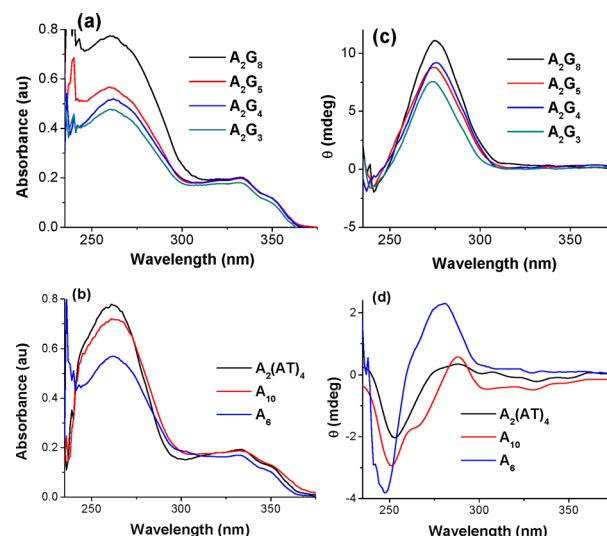 (a)
0.8
0.6
0.4
0.2
0.0
Absorbance (au)
A₂G₈
A₂G₅
A₂G₄
A₂G₃
250 300 350
Wavelength (nm)
(c)
10
5
0
-5
θ (mdeg)
A₂G₈
A₂G₅
A₂G₄
A₂G₃
250 300 350
Wavelength (nm)
(b)
0.8
0.6
0.4
0.2
0.0
Absorbance (au)
A₂(AT)₄
A₁₀
A₆
250 300 350
Wavelength (nm)
(d)
2
0
-2
-4
θ (mdeg)
A₂(AT)₄
A₁₀
A₆
250 300 350
Wavelength (nm)